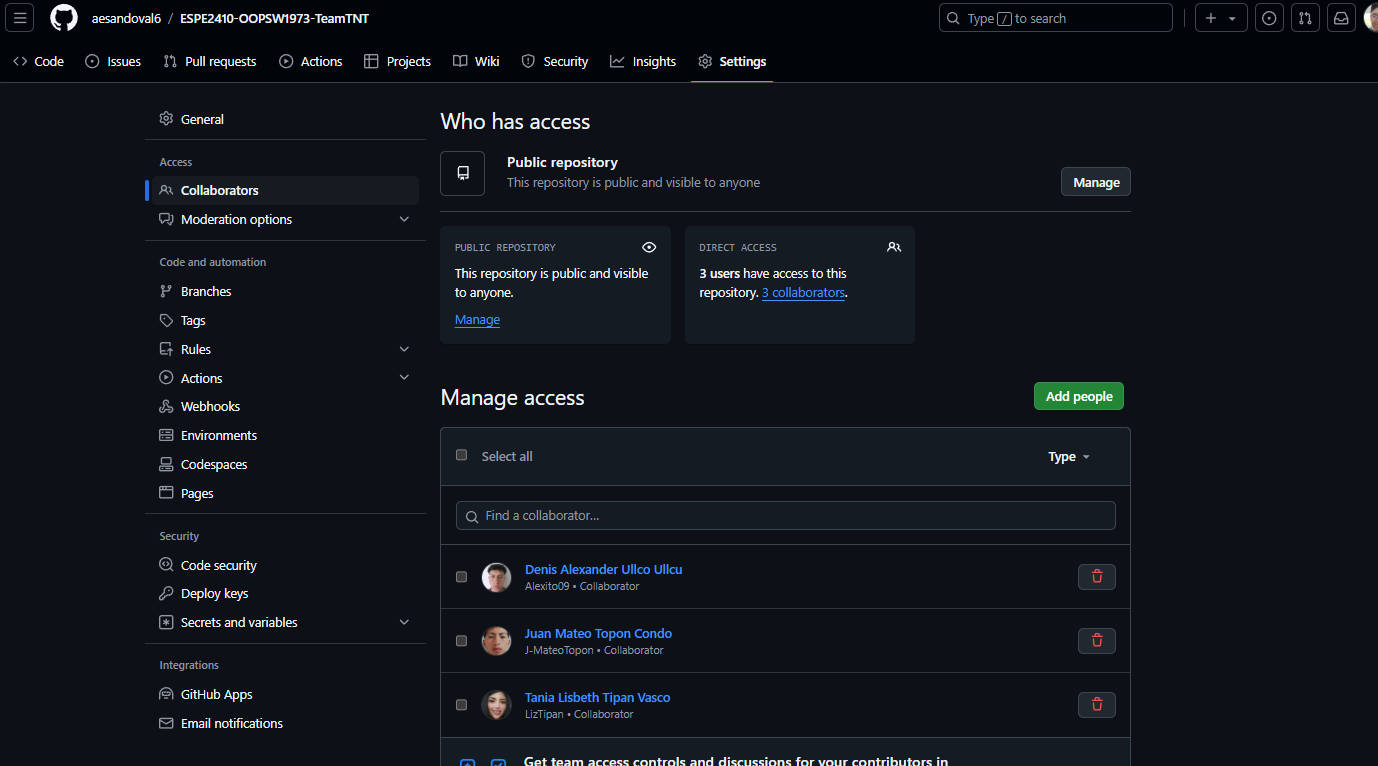 aesandoval6 / ESPE2410-OOPSW1973-TeamTNT
Type / to search
Code Issues Pull requests Actions Projects Wiki Security Insights Settings
General
Access
Collaborators
Moderation options
Code and automation
Branches
Tags
Rules
Actions
Webhooks
Environments
Codespaces
Pages
Security
Code security
Deploy keys
Secrets and variables
Integrations
GitHub Apps
Email notifications
Who has access
Public repository
This repository is public and visible to anyone
Manage
PUBLIC REPOSITORY
This repository is public and visible
to anyone.
Manage
DIRECT ACCESS
3 users have access to this
repository. 3 collaborators.
Manage access
Add people
Select all
Type
Find a collaborator...
Denis Alexander Ullco Ullcu
Alexito09 • Collaborator
Juan Mateo Topon Condo
J-MateoTopon • Collaborator
Tania Lisbeth Tipan Vasco
LizTipan • Collaborator
Get team access controls and discussions for your contributors in